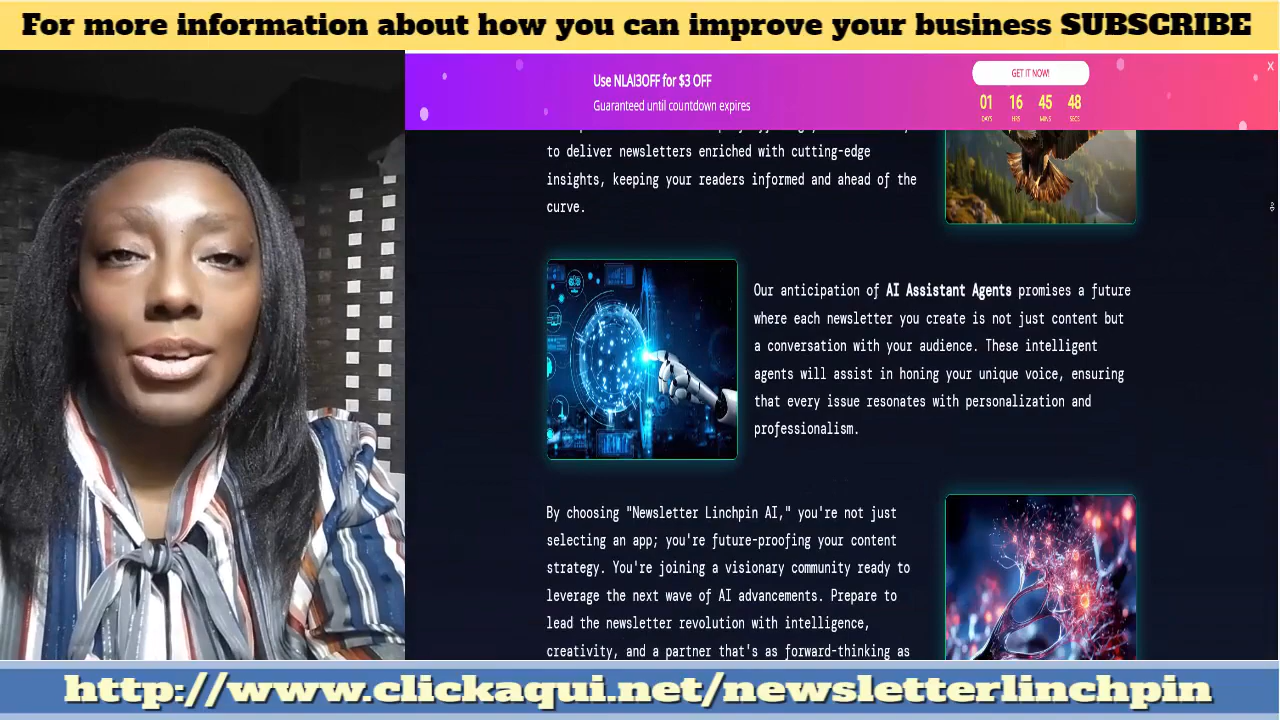 For more information about how you can improve your business SUBSCRIBE
Use NLAI3OFF for $3 OFF
Guaranteed until countdown expires
GET IT NOW!
X
01 16 45 48
DAYS HRS MINS SECS
to deliver newsletters enriched with cutting-edge
insights, keeping your readers informed and ahead of the
curve.
Our anticipation of AI Assistant Agents promises a future
where each newsletter you create is not just content but
a conversation with your audience. These intelligent
agents will assist in honing your unique voice, ensuring
that every issue resonates with personalization and
professionalism.
By choosing "Newsletter Linchpin AI," you're not just
selecting an app; you're future-proofing your content
strategy. You're joining a visionary community ready to
leverage the next wave of AI advancements. Prepare to
lead the newsletter revolution with intelligence,
creativity, and a partner that's as forward-thinking as
http://www.clickaqui.net/newsletterlinchpin